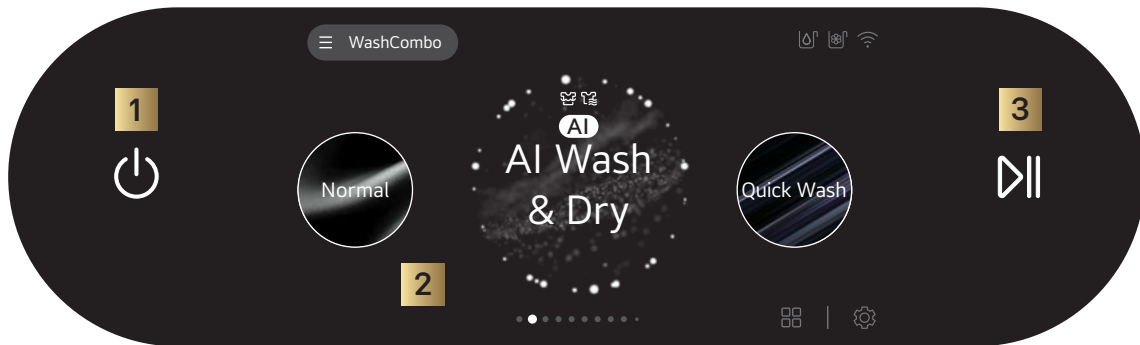 WashCombo
1
3
AI
AI Wash
& Dry
Normal
Quick Wash
2